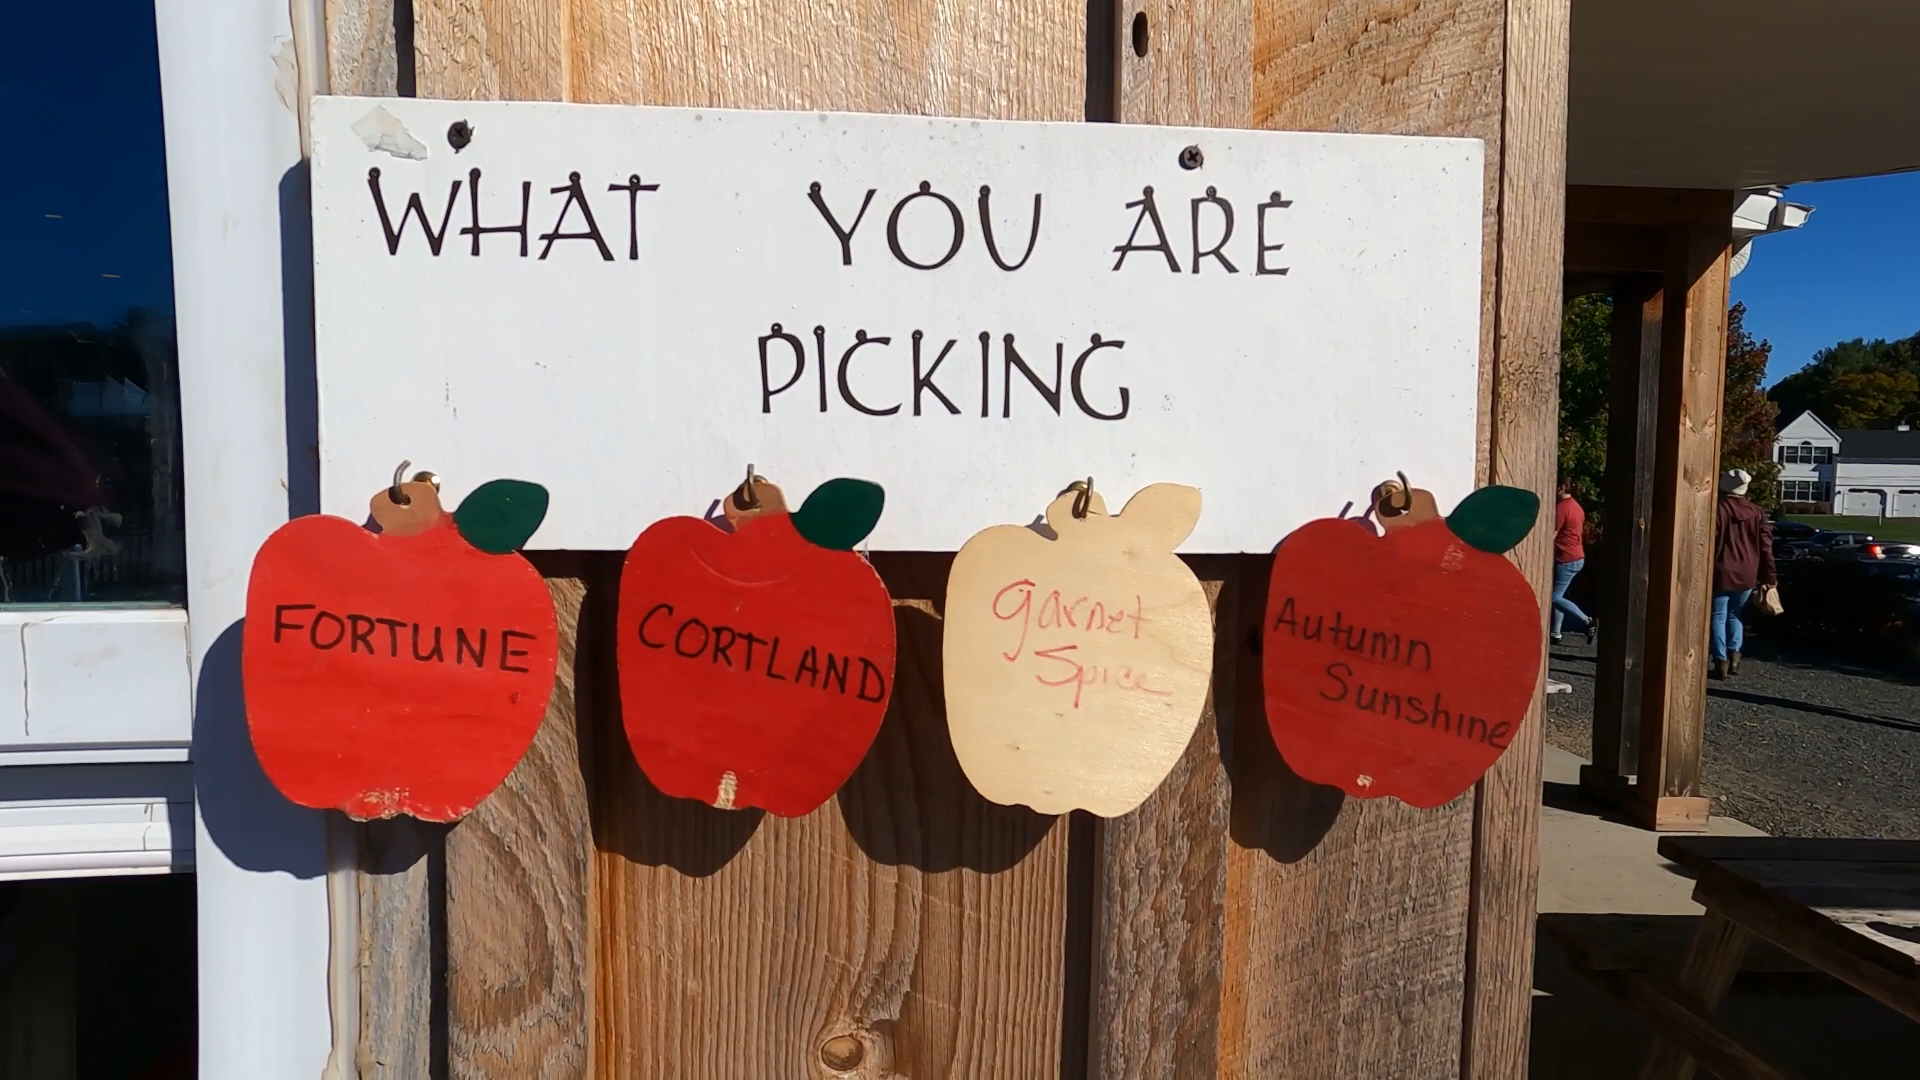 WHAT YOU ARE
PICKING
FORTUNE
CORTLAND
Garnet
Spice
Autumn
Sunshine